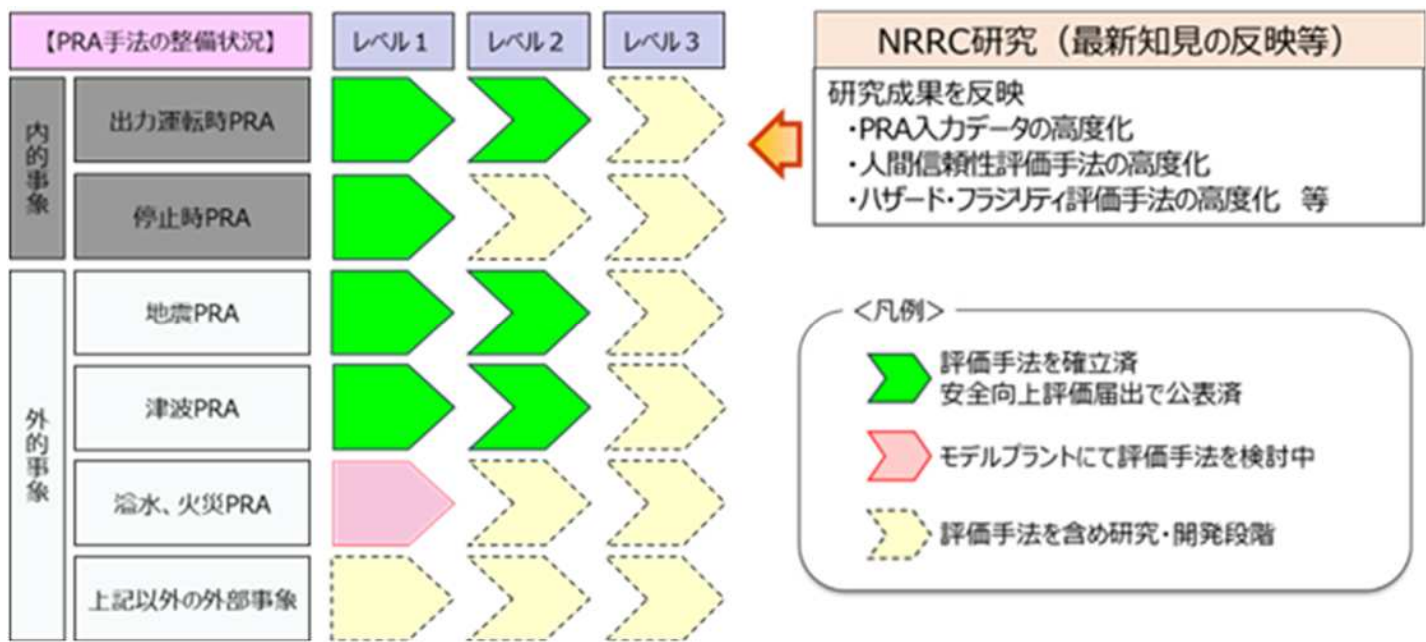 【PRA手法の整備状況】
レベル1
レベル2
レベル3
内的事象
出力運転時PRA
停止時PRA
外的事象
地震PRA
津波PRA
溢水、火災PRA
上記以外の外部事象
NRRC研究（最新知見の反映等）
研究成果を反映
・PRA入力データの高度化
・人間信頼性評価手法の高度化
・ハザード・フラジリティ評価手法の高度化 等
＜凡例＞
評価手法を確立済
安全向上評価届出で公表済
モデルプラントにて評価手法を検討中
評価手法を含め研究・開発段階